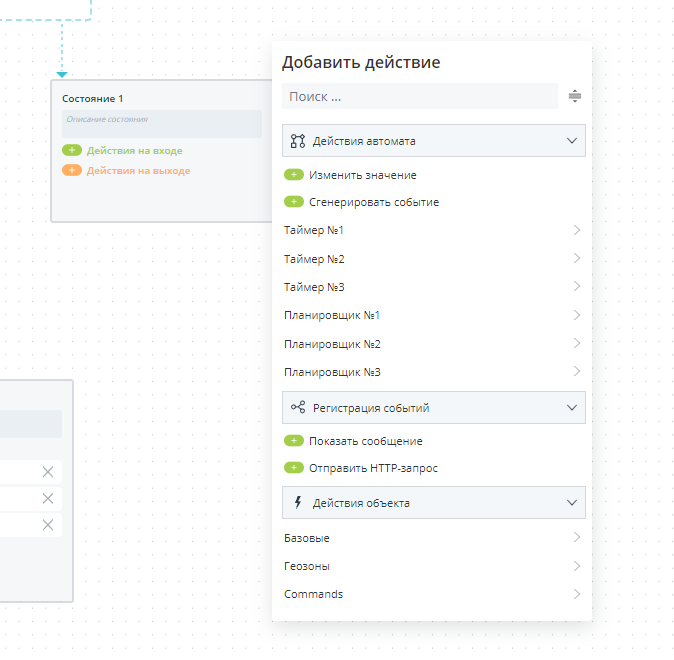 Состояние 1
Описание состояния
Действия на входе
Действия на выходе
Добавить действие
Поиск ...
Действия автомата
Изменить значение
Сгенерировать событие
Таймер №1
Таймер №2
Таймер №3
Планировщик №1
Планировщик №2
Планировщик №3
Регистрация событий
Показать сообщение
Отправить HTTP-запрос
Действия объекта
Базовые
Геозоны
Commands